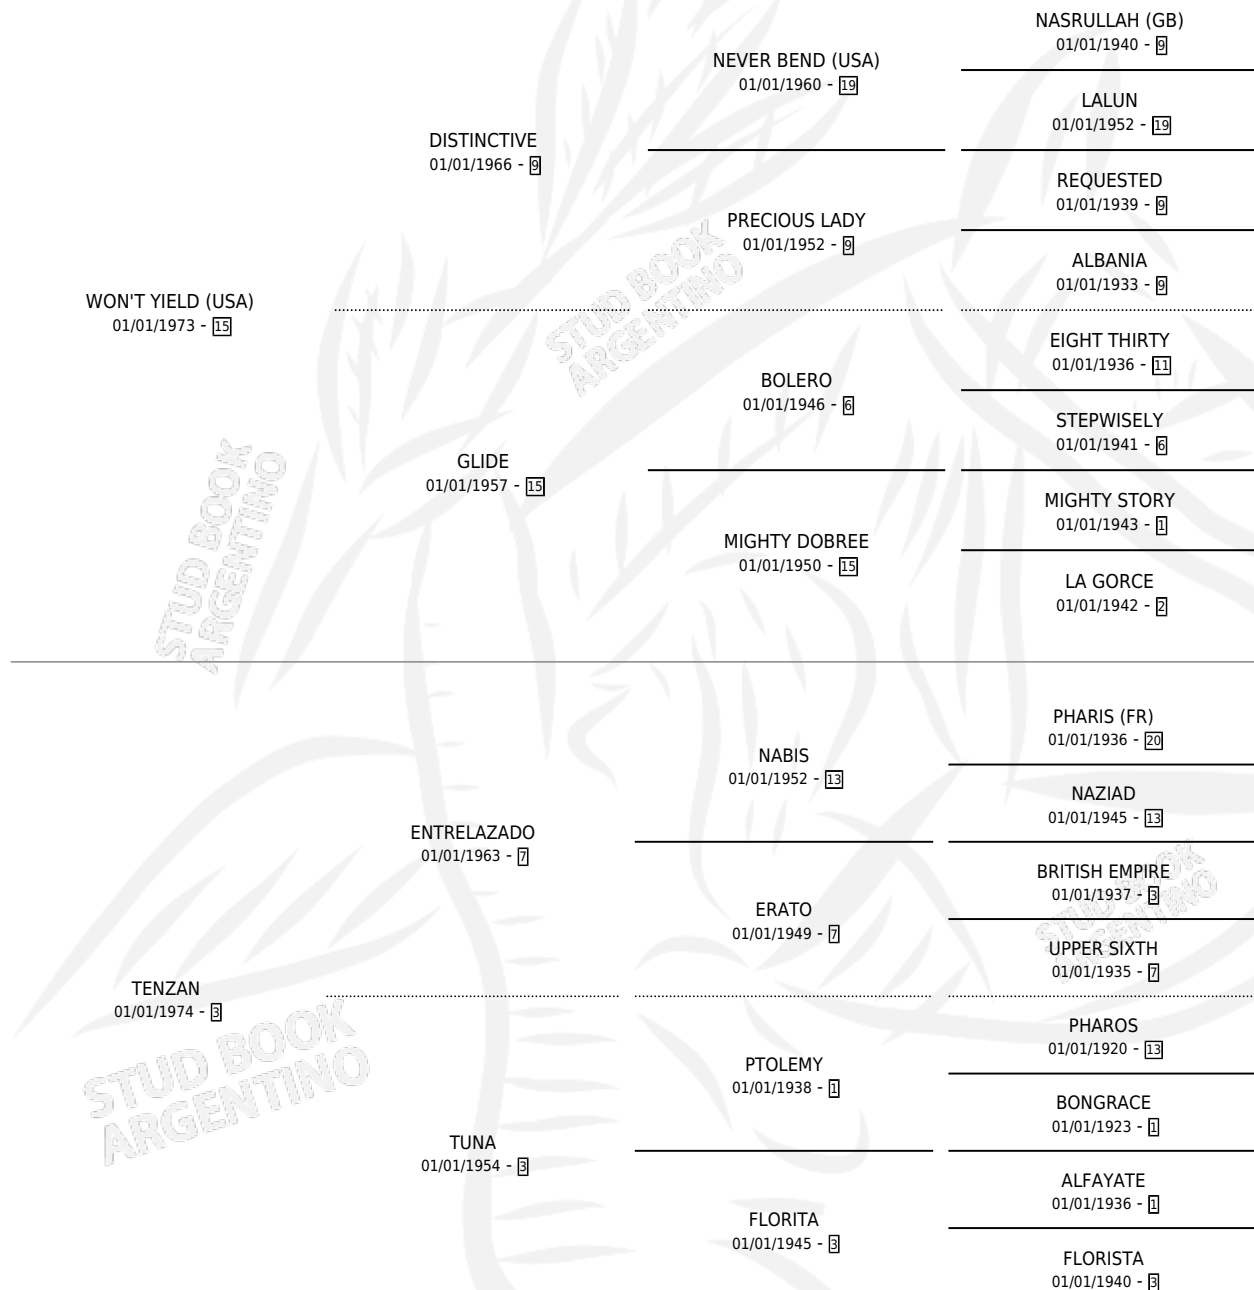 NASRULLAH (GB)
01/01/1940 - 9
NEVER BEND (USA)
01/01/1960 - 19
LALUN
01/01/1952 - 19
DISTINCTIVE
01/01/1966 - 9
REQUESTED
01/01/1939 - 9
PRECIOUS LADY
01/01/1952 - 9
ALBANIA
01/01/1933 - 9
WON'T YIELD (USA)
01/01/1973 - 15
EIGHT THIRTY
01/01/1936 - 11
BOLERO
01/01/1946 - 6
STEPWISELY
01/01/1941 - 6
GLIDE
01/01/1957 - 15
MIGHTY STORY
01/01/1943 - 1
MIGHTY DOBREE
01/01/1950 - 15
LA GORCE
01/01/1942 - 2
PHARIS (FR)
01/01/1936 - 20
NABIS
01/01/1952 - 13
NAZIAD
01/01/1945 - 13
ENTRELAZADO
01/01/1963 - 7
BRITISH EMPIRE
01/01/1937 - 3
ERATO
01/01/1949 - 7
UPPER SIXTH
01/01/1935 - 7
TENZAN
01/01/1974 - 3
PHAROS
01/01/1920 - 13
PTOLEMY
01/01/1938 - 1
BONGRACE
01/01/1923 - 1
TUNA
01/01/1954 - 3
ALFAYATE
01/01/1936 - 1
FLORITA
01/01/1945 - 3
FLORISTA
01/01/1940 - 3
STUD BOOK
ARGENTINO
STUD BOOK
ARGENTINO
STUD BOOK
ARGENTINO
STUD BOOK
ARGENTINO